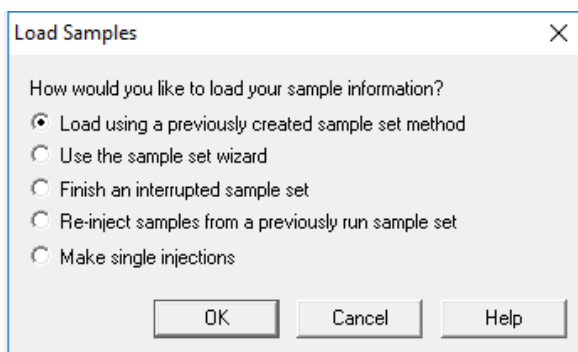 Load Samples
How would you like to load your sample information?
Load using a previously created sample set method
Use the sample set wizard
Finish an interrupted sample set
Re-inject samples from a previously run sample set
Make single injections
OK Cancel Help